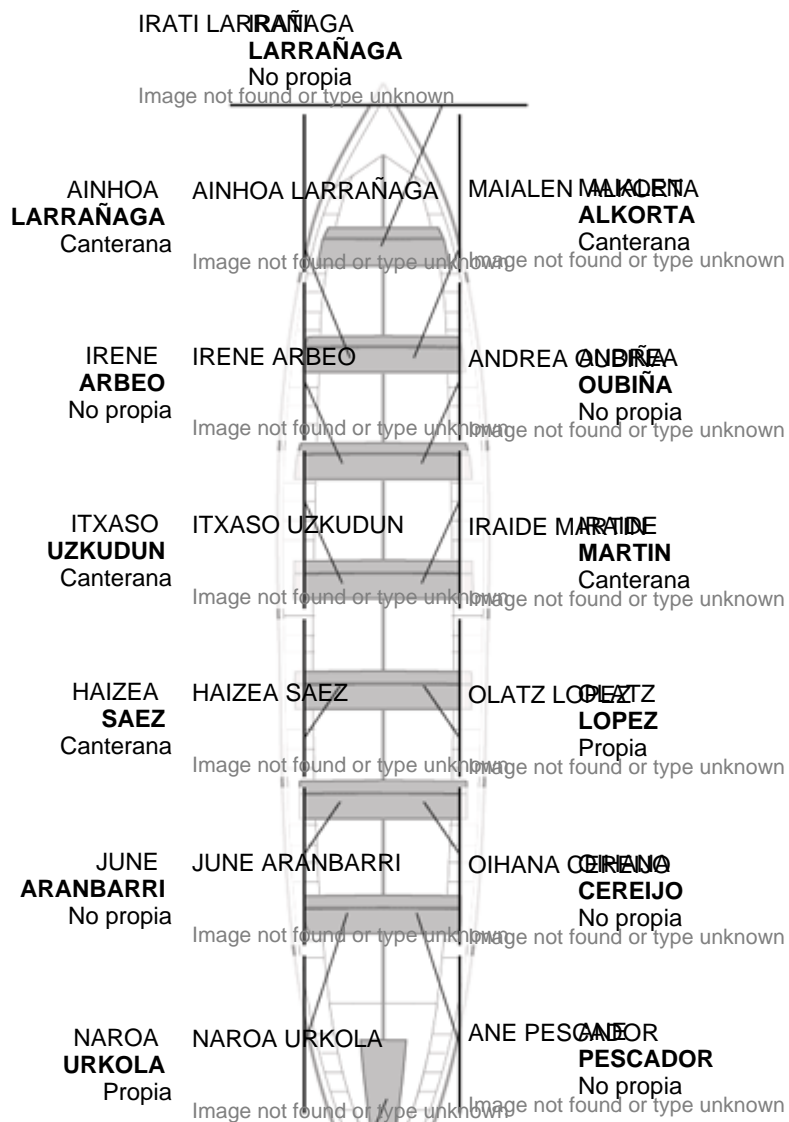 IRATI LARRAÑAGA
IRATI
LARRAÑAGA
No propia
Image not found or type unknown
AINHOA
LARRAÑAGA
Canterana
AINHOA LARRAÑAGA
Image not found or type unknown
MAIALEN ALKORTA
Image not found or type unknown
MAIALEN
ALKORTA
Canterana
IRENE
ARBEO
No propia
IRENE ARBEO
Image not found or type unknown
ANDREA OUBIÑA
Image not found or type unknown
ANDREA
OUBIÑA
No propia
ITXASO
UZKUDUN
Canterana
ITXASO UZKUDUN
Image not found or type unknown
IRAIDE MARTIN
Image not found or type unknown
IRAIDE
MARTIN
Canterana
HAIZEA
SAEZ
Canterana
HAIZEA SAEZ
Image not found or type unknown
OLATZ LOPEZ
Image not found or type unknown
OLATZ
LOPEZ
Propia
JUNE
ARANBARRI
No propia
JUNE ARANBARRI
Image not found or type unknown
OIHANA CEREIJO
Image not found or type unknown
OIHANA
CEREIJO
No propia
NAROA
URKOLA
Propia
NAROA URKOLA
Image not found or type unknown
ANE PESCADOR
Image not found or type unknown
ANE
PESCADOR
No propia